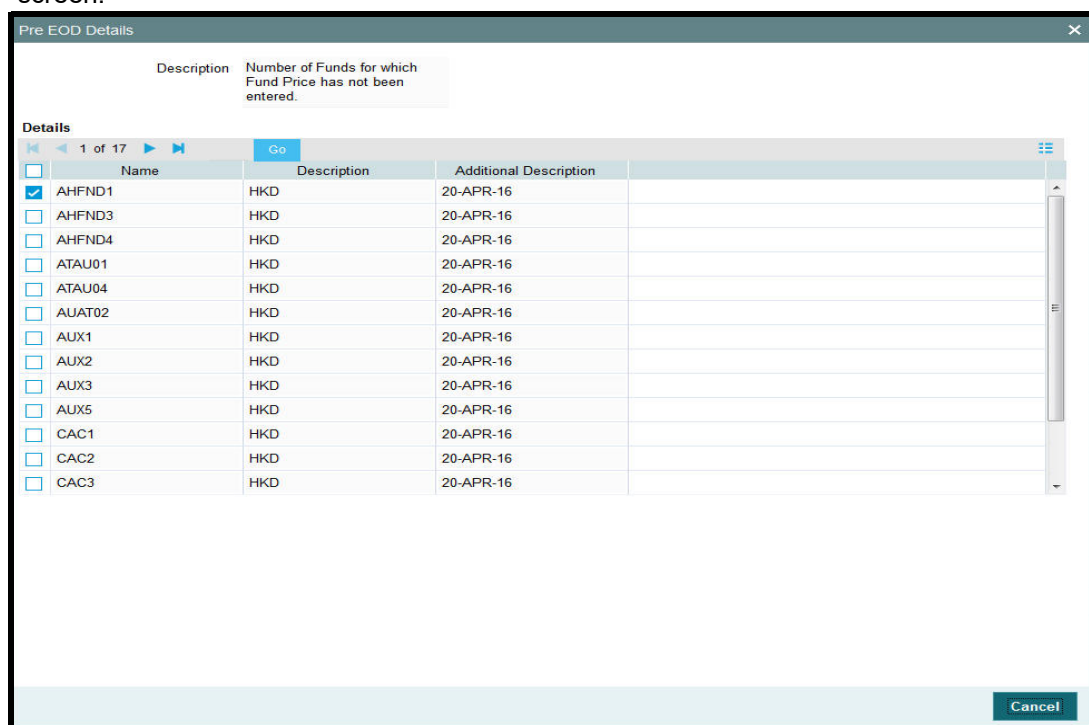 screen.
Pre EOD Details
Description Number of Funds for which
Fund Price has not been
entered.
Details
1 of 17 Go
Name Description Additional Description
AHFND1 HKD 20-APR-16
AHFND3 HKD 20-APR-16
AHFND4 HKD 20-APR-16
ATAU01 HKD 20-APR-16
ATAU04 HKD 20-APR-16
AUAT02 HKD 20-APR-16
AUX1 HKD 20-APR-16
AUX2 HKD 20-APR-16
AUX3 HKD 20-APR-16
AUX5 HKD 20-APR-16
CAC1 HKD 20-APR-16
CAC2 HKD 20-APR-16
CAC3 HKD 20-APR-16
Cancel